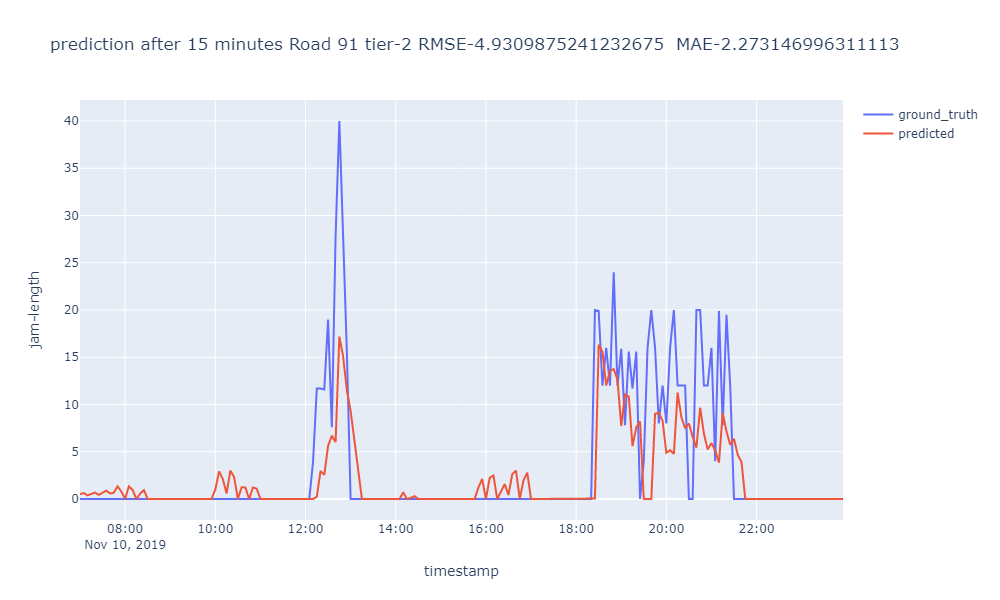 prediction after 15 minutes Road 91 tier-2 RMSE-4.9309875241232675  MAE-2.273146996311113
ground_truth
predicted
jam-length
40
35
30
25
20
15
10
5
0
08:00 10:00 12:00 14:00 16:00 18:00 20:00 22:00
Nov 10, 2019
timestamp